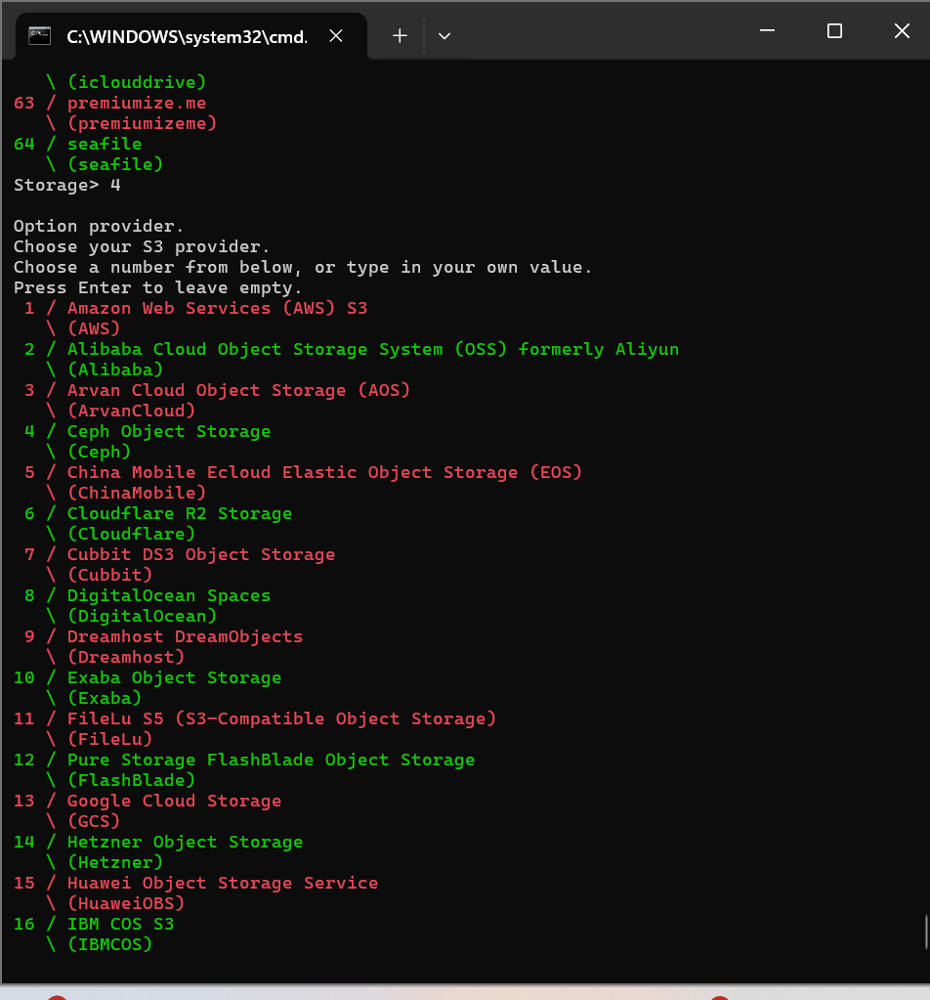 C:\WINDOWS\system32\cmd.
\ (iclouddrive)
63 / premiumize.me
\ (premiumizeme)
64 / seafile
\ (seafile)
Storage> 4
Option provider.
Choose your S3 provider.
Choose a number from below, or type in your own value.
Press Enter to leave empty.
1 / Amazon Web Services (AWS) S3
\ (AWS)
2 / Alibaba Cloud Object Storage System (OSS) formerly Aliyun
\ (Alibaba)
3 / Arvan Cloud Object Storage (AOS)
\ (ArvanCloud)
4 / Ceph Object Storage
\ (Ceph)
5 / China Mobile Ecloud Elastic Object Storage (EOS)
\ (ChinaMobile)
6 / Cloudflare R2 Storage
\ (Cloudflare)
7 / Cubbit DS3 Object Storage
\ (Cubbit)
8 / DigitalOcean Spaces
\ (DigitalOcean)
9 / Dreamhost DreamObjects
\ (Dreamhost)
10 / Exaba Object Storage
\ (Exaba)
11 / FileLu S5 (S3-Compatible Object Storage)
\ (FileLu)
12 / Pure Storage FlashBlade Object Storage
\ (FlashBlade)
13 / Google Cloud Storage
\ (GCS)
14 / Hetzner Object Storage
\ (Hetzner)
15 / Huawei Object Storage Service
\ (HuaweiOBS)
16 / IBM COS S3
\ (IBMCOS)